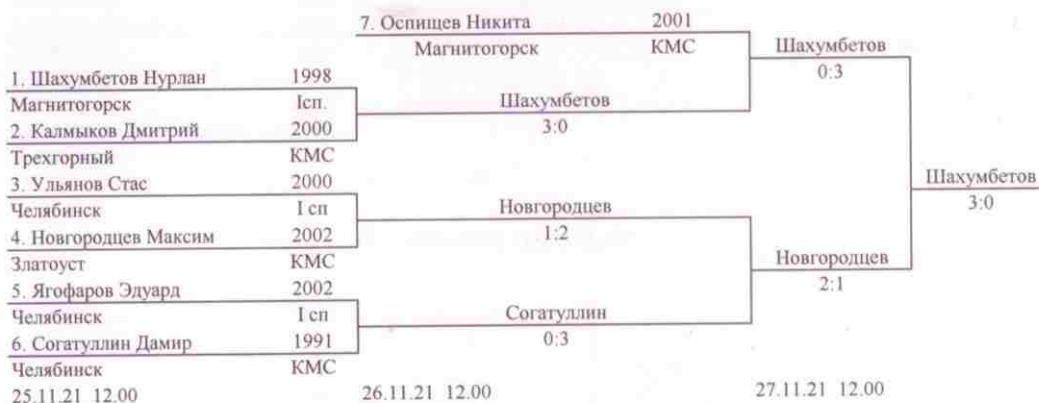 7. Оспищев Никита 2001
Магнитогорск КМС
Шахумбетов
0:3
1. Шахумбетов Нурлан 1998
Магнитогорск Iсп.
2. Калмыков Дмитрий 2000
Трехгорный КМС
Шахумбетов
3:0
3. Ульянов Стас 2000
Челябинск I сп
4. Новгородцев Максим 2002
Златоуст КМС
Новгородцев
1:2
Шахумбетов
3:0
Новгородцев
2:1
5. Ягофаров Эдуард 2002
Челябинск I сп
6. Согатуллин Дамир 1991
Челябинск КМС
Согатуллин
0:3
25.11.21 12.00
26.11.21 12.00
27.11.21 12.00